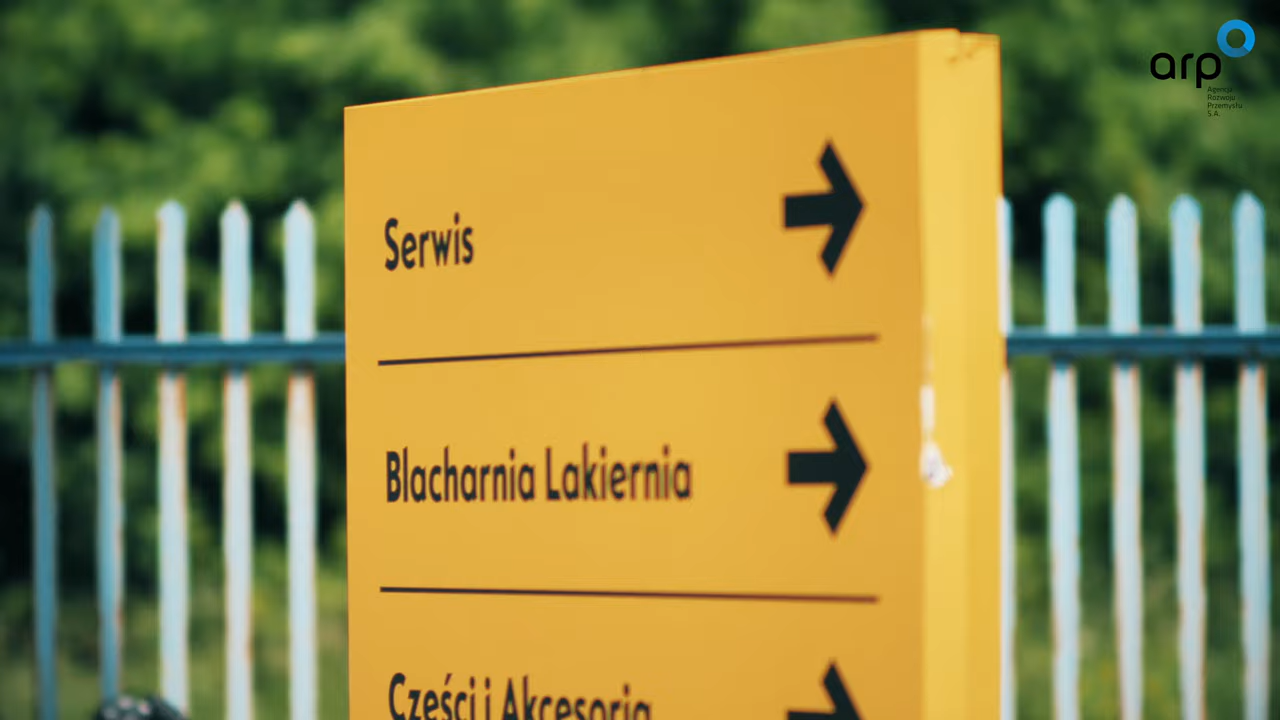 arp
Agencja
Rozwoju
Przemysłu
S.A.
Serwis
Blacharnia Lakiernia
Części i Akcesoria